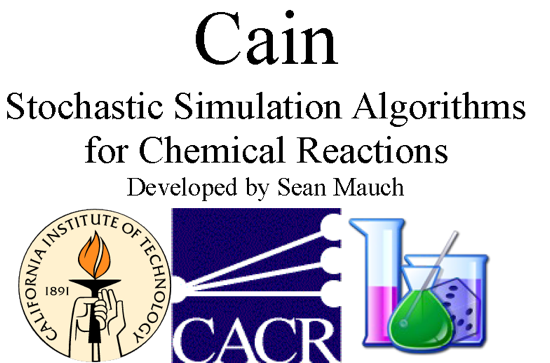 Cain
Stochastic Simulation Algorithms
for Chemical Reactions
Developed by Sean Mauch
CALIFORNIA INSTITUTE OF TECHNOLOGY
1891
CACR